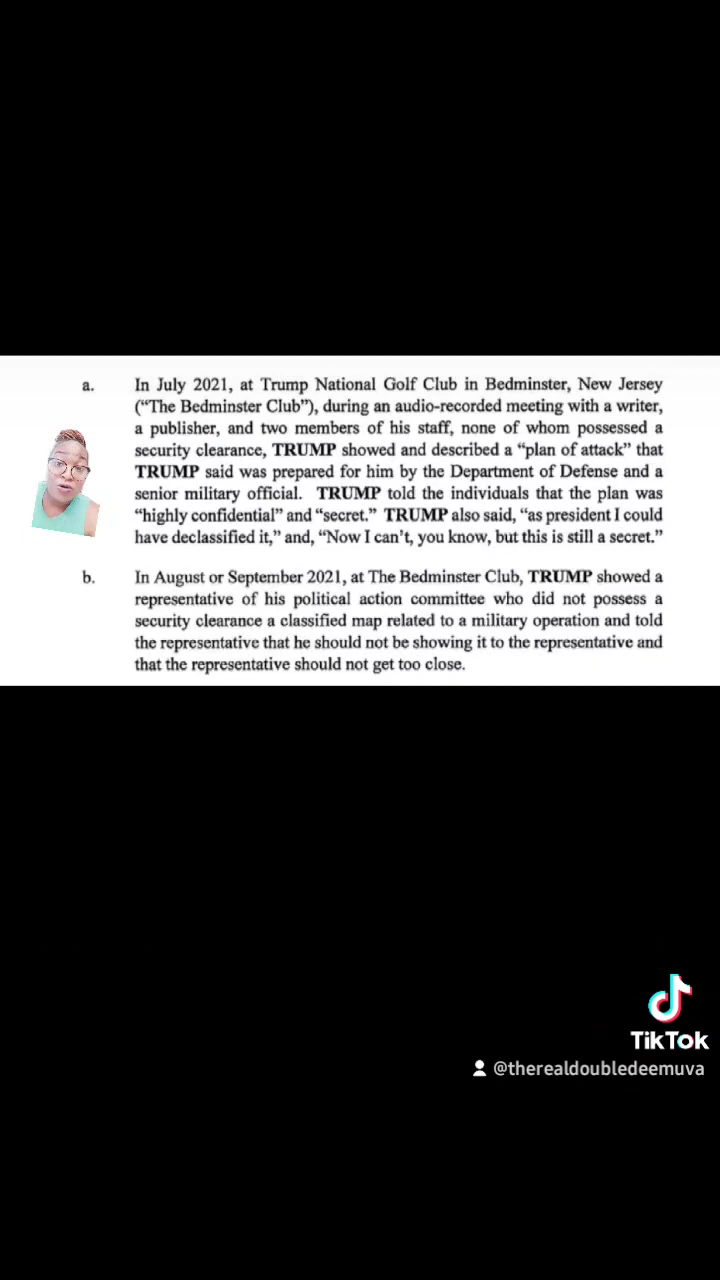 a. In July 2021, at Trump National Golf Club in Bedminster, New Jersey
(“The Bedminster Club”), during an audio-recorded meeting with a writer,
a publisher, and two members of his staff, none of whom possessed a
security clearance, TRUMP showed and described a “plan of attack” that
TRUMP said was prepared for him by the Department of Defense and a
senior military official. TRUMP told the individuals that the plan was
“highly confidential” and “secret.” TRUMP also said, “as president I could
have declassified it,” and, “Now I can’t, you know, but this is still a secret.”
b. In August or September 2021, at The Bedminster Club, TRUMP showed a
representative of his political action committee who did not possess a
security clearance a classified map related to a military operation and told
the representative that he should not be showing it to the representative and
that the representative should not get too close.
TikTok
@therealdoubledeemuva